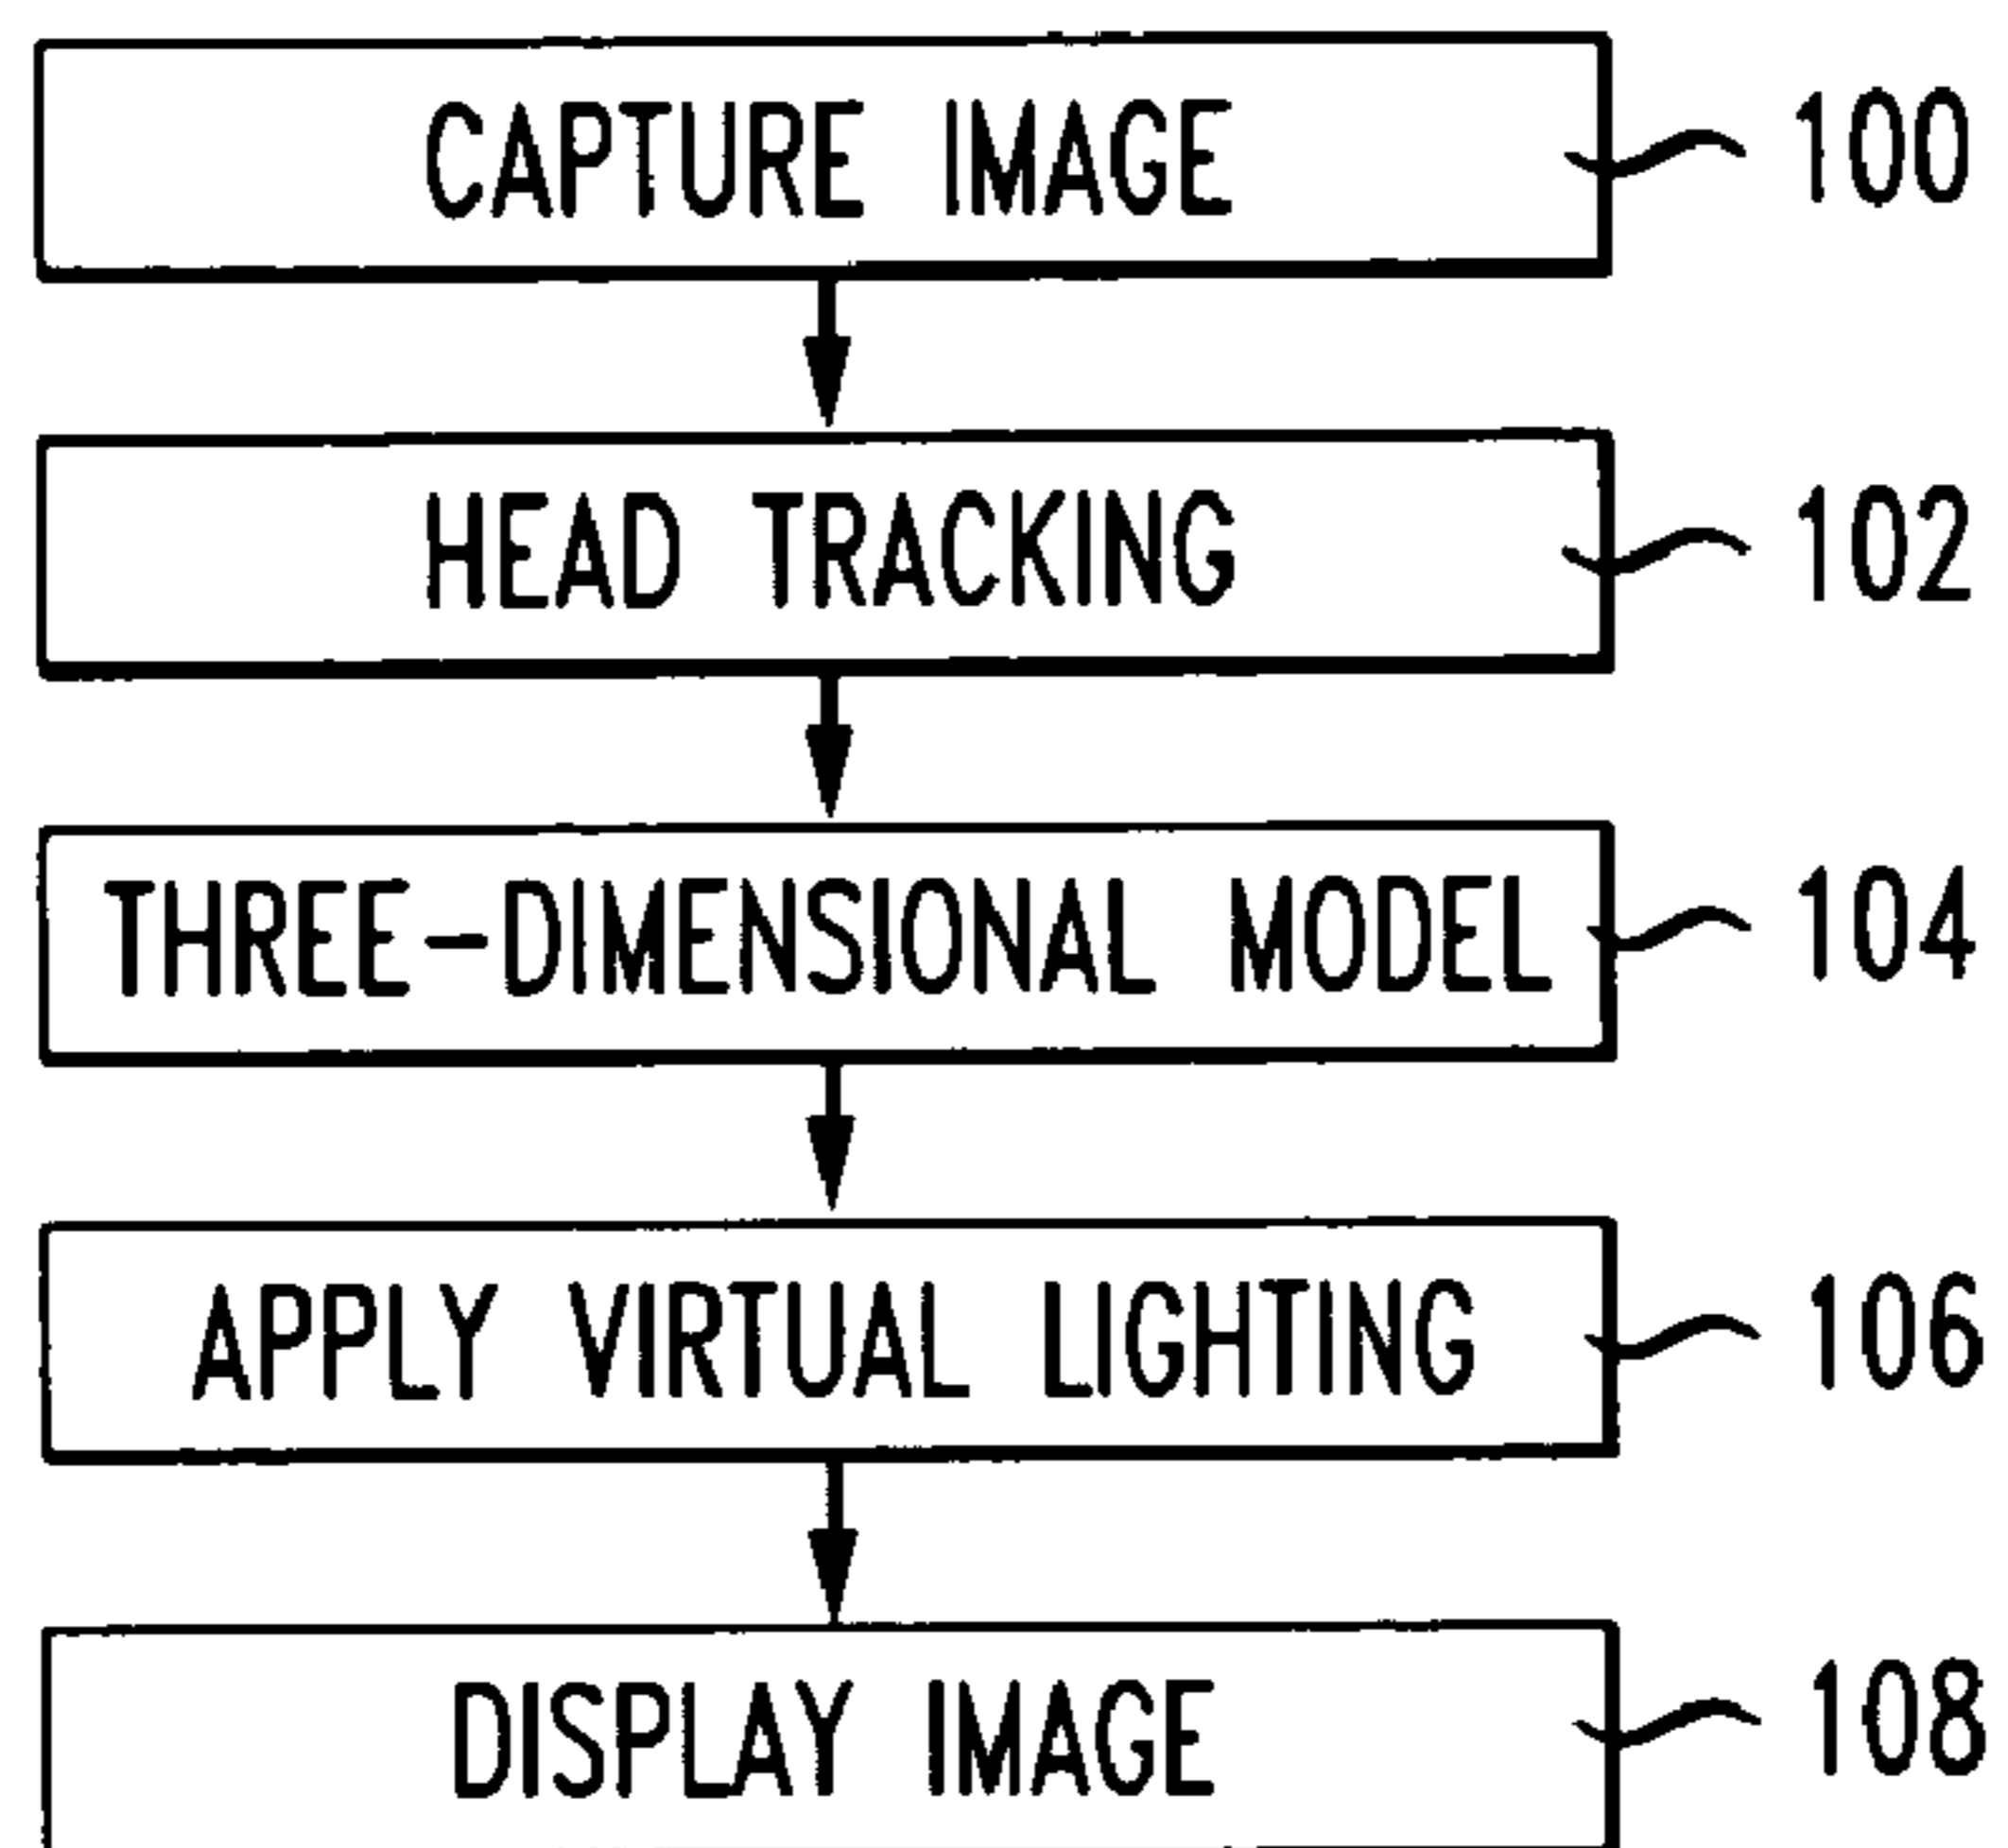 CAPTURE IMAGE 100
HEAD TRACKING 102
THREE-DIMENSIONAL MODEL 104
APPLY VIRTUAL LIGHTING 106
DISPLAY IMAGE 108